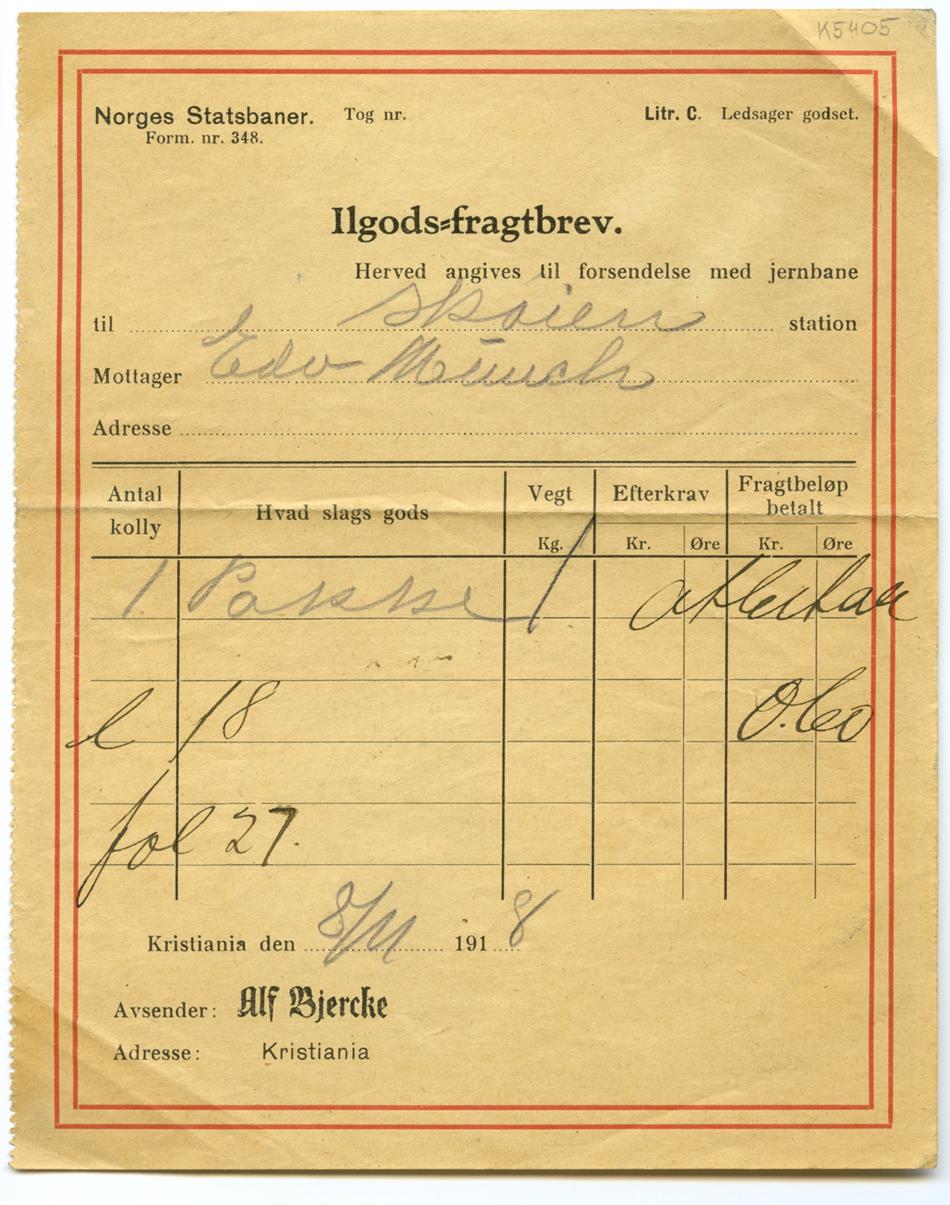 K5405
Norges Statsbaner. Tog nr. Litr. C. Ledsager godset.
Form. nr. 348.
Ilgods-fragtbrev.
Herved angives til forsendelse med jernbane
til Skøien station
Mottager Edv Münch
Adresse
Antal kolly Hvad slags gods Vegt Kg. Efterkrav Kr. Øre Fragtbeløp betalt Kr. Øre
1 Pakke 1
l 18 0.60
fol 27.
Kristiania den 8/11 1918
Avsender: Alf Bjercke
Adresse: Kristiania